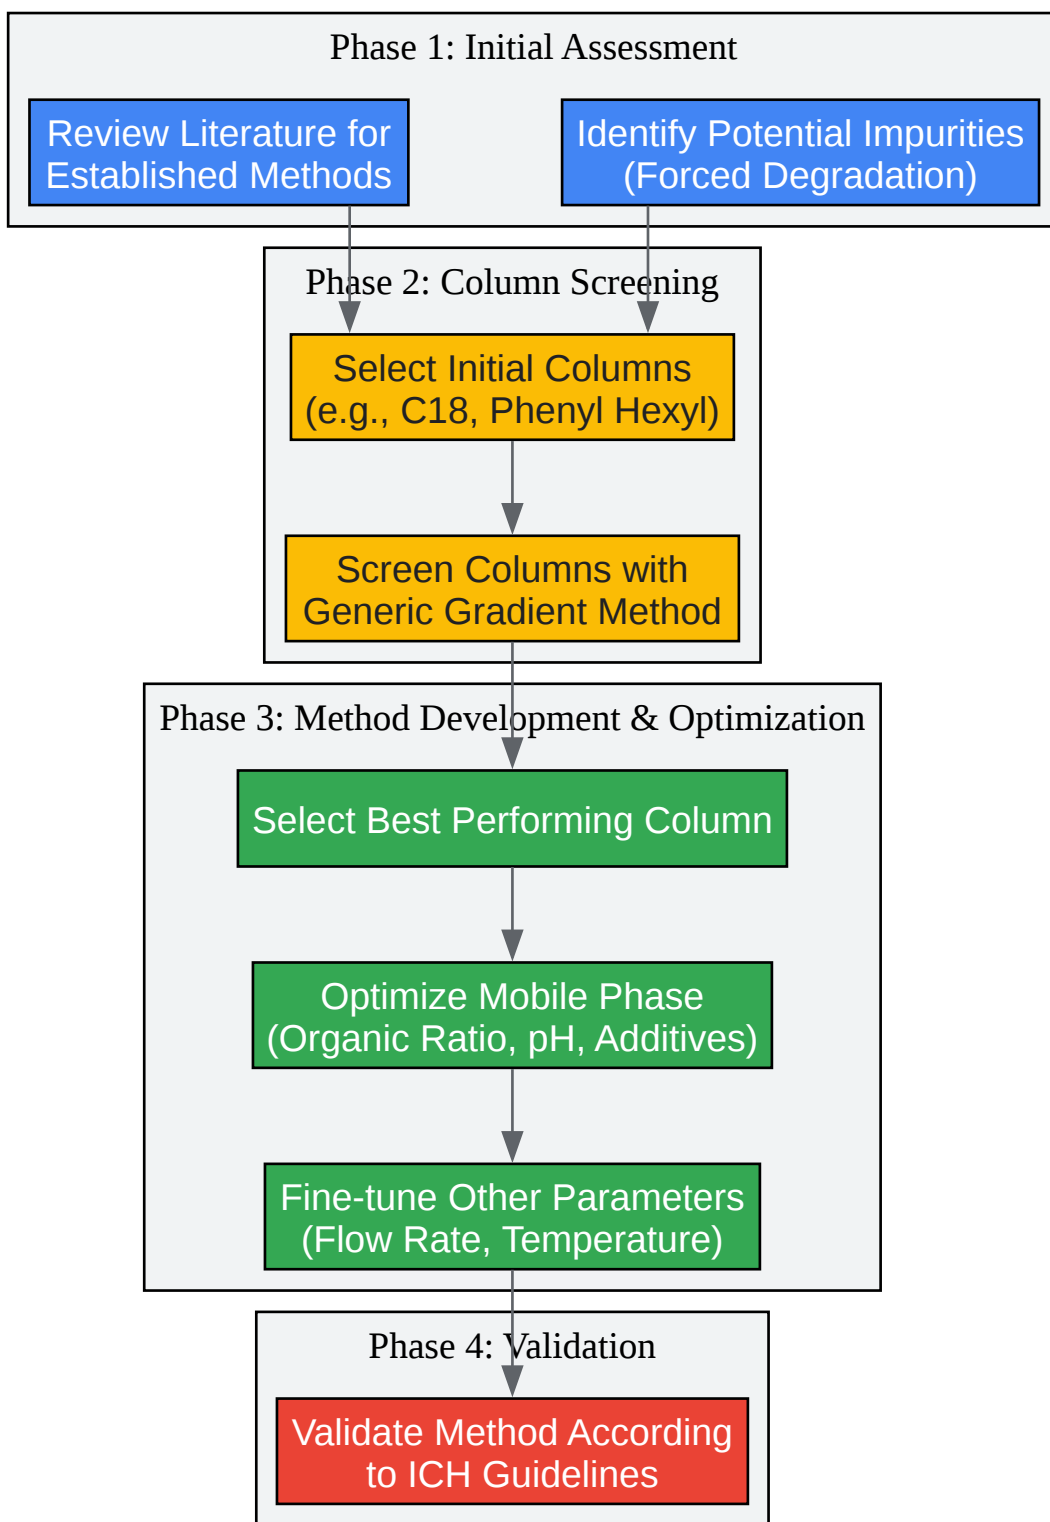 Phase 1: Initial Assessment
Review Literature for
Established Methods
Identify Potential Impurities
(Forced Degradation)
Phase 2: Column Screening
Select Initial Columns
(e.g., C18, Phenyl Hexyl)
Screen Columns with
Generic Gradient Method
Phase 3: Method Development & Optimization
Select Best Performing Column
Optimize Mobile Phase
(Organic Ratio, pH, Additives)
Fine-tune Other Parameters
(Flow Rate, Temperature)
Phase 4: Validation
Validate Method According
to ICH Guidelines